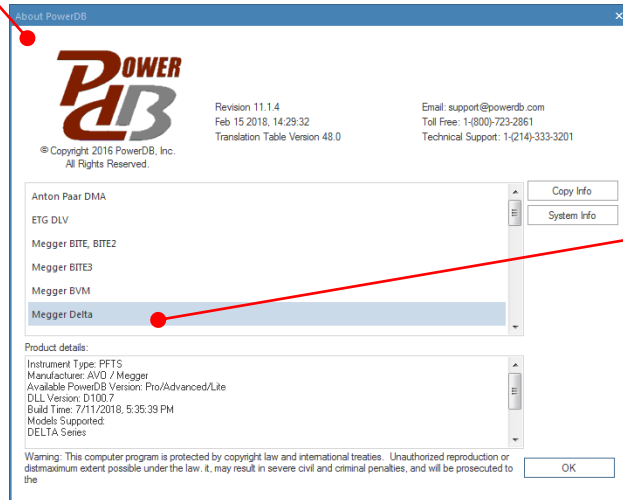 About PowerDB
POWER
dB
Revision 11.1.4
Feb 15 2018, 14:29:32
Translation Table Version 48.0
Email: support@powerdb.com
Toll Free: 1-(800)-723-2861
Technical Support: 1-(214)-333-3201
© Copyright 2016 PowerDB, Inc.
All Rights Reserved.
Anton Paar DMA
ETG DLV
Megger BITE, BITE2
Megger BITE3
Megger BVM
Megger Delta
Copy Info
System Info
Product details:
Instrument Type: PFTS
Manufacturer: AVO / Megger
Available PowerDB Version: Pro/Advanced/Lite
DLL Version: D100.7
Build Time: 7/11/2018, 5:35:39 PM
Models Supported:
DELTA Series
Warning: This computer program is protected by copyright law and international treaties. Unauthorized reproduction or
distmaximum extent possible under the law. it, may result in severe civil and criminal penalties, and will be prosecuted to
the
OK